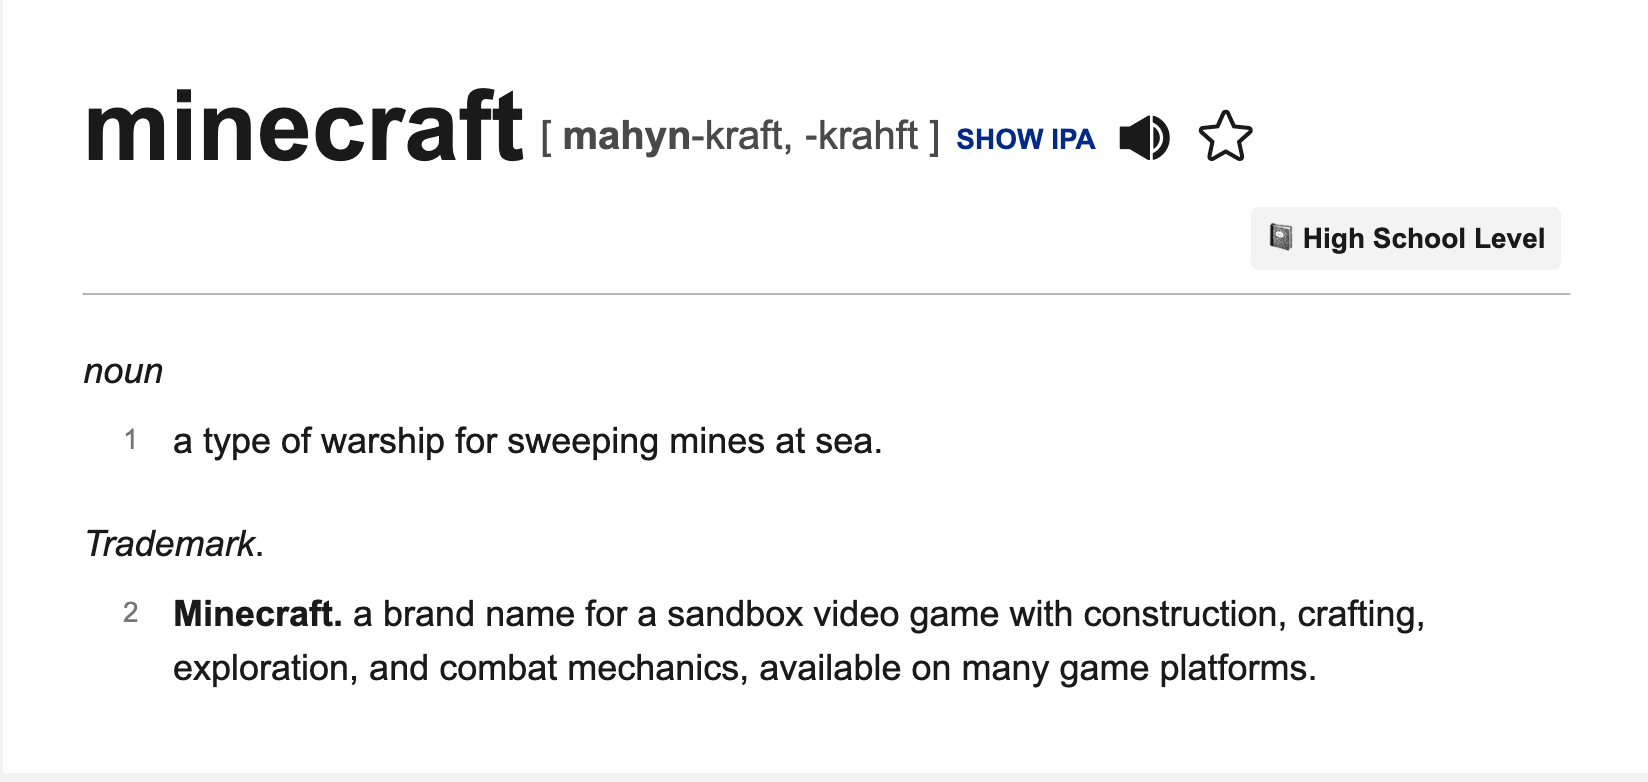 minecraft [ mahyn-kraft, -krahft ] SHOW IPA
High School Level
noun
1 a type of warship for sweeping mines at sea.
Trademark.
2 Minecraft. a brand name for a sandbox video game with construction, crafting,
exploration, and combat mechanics, available on many game platforms.